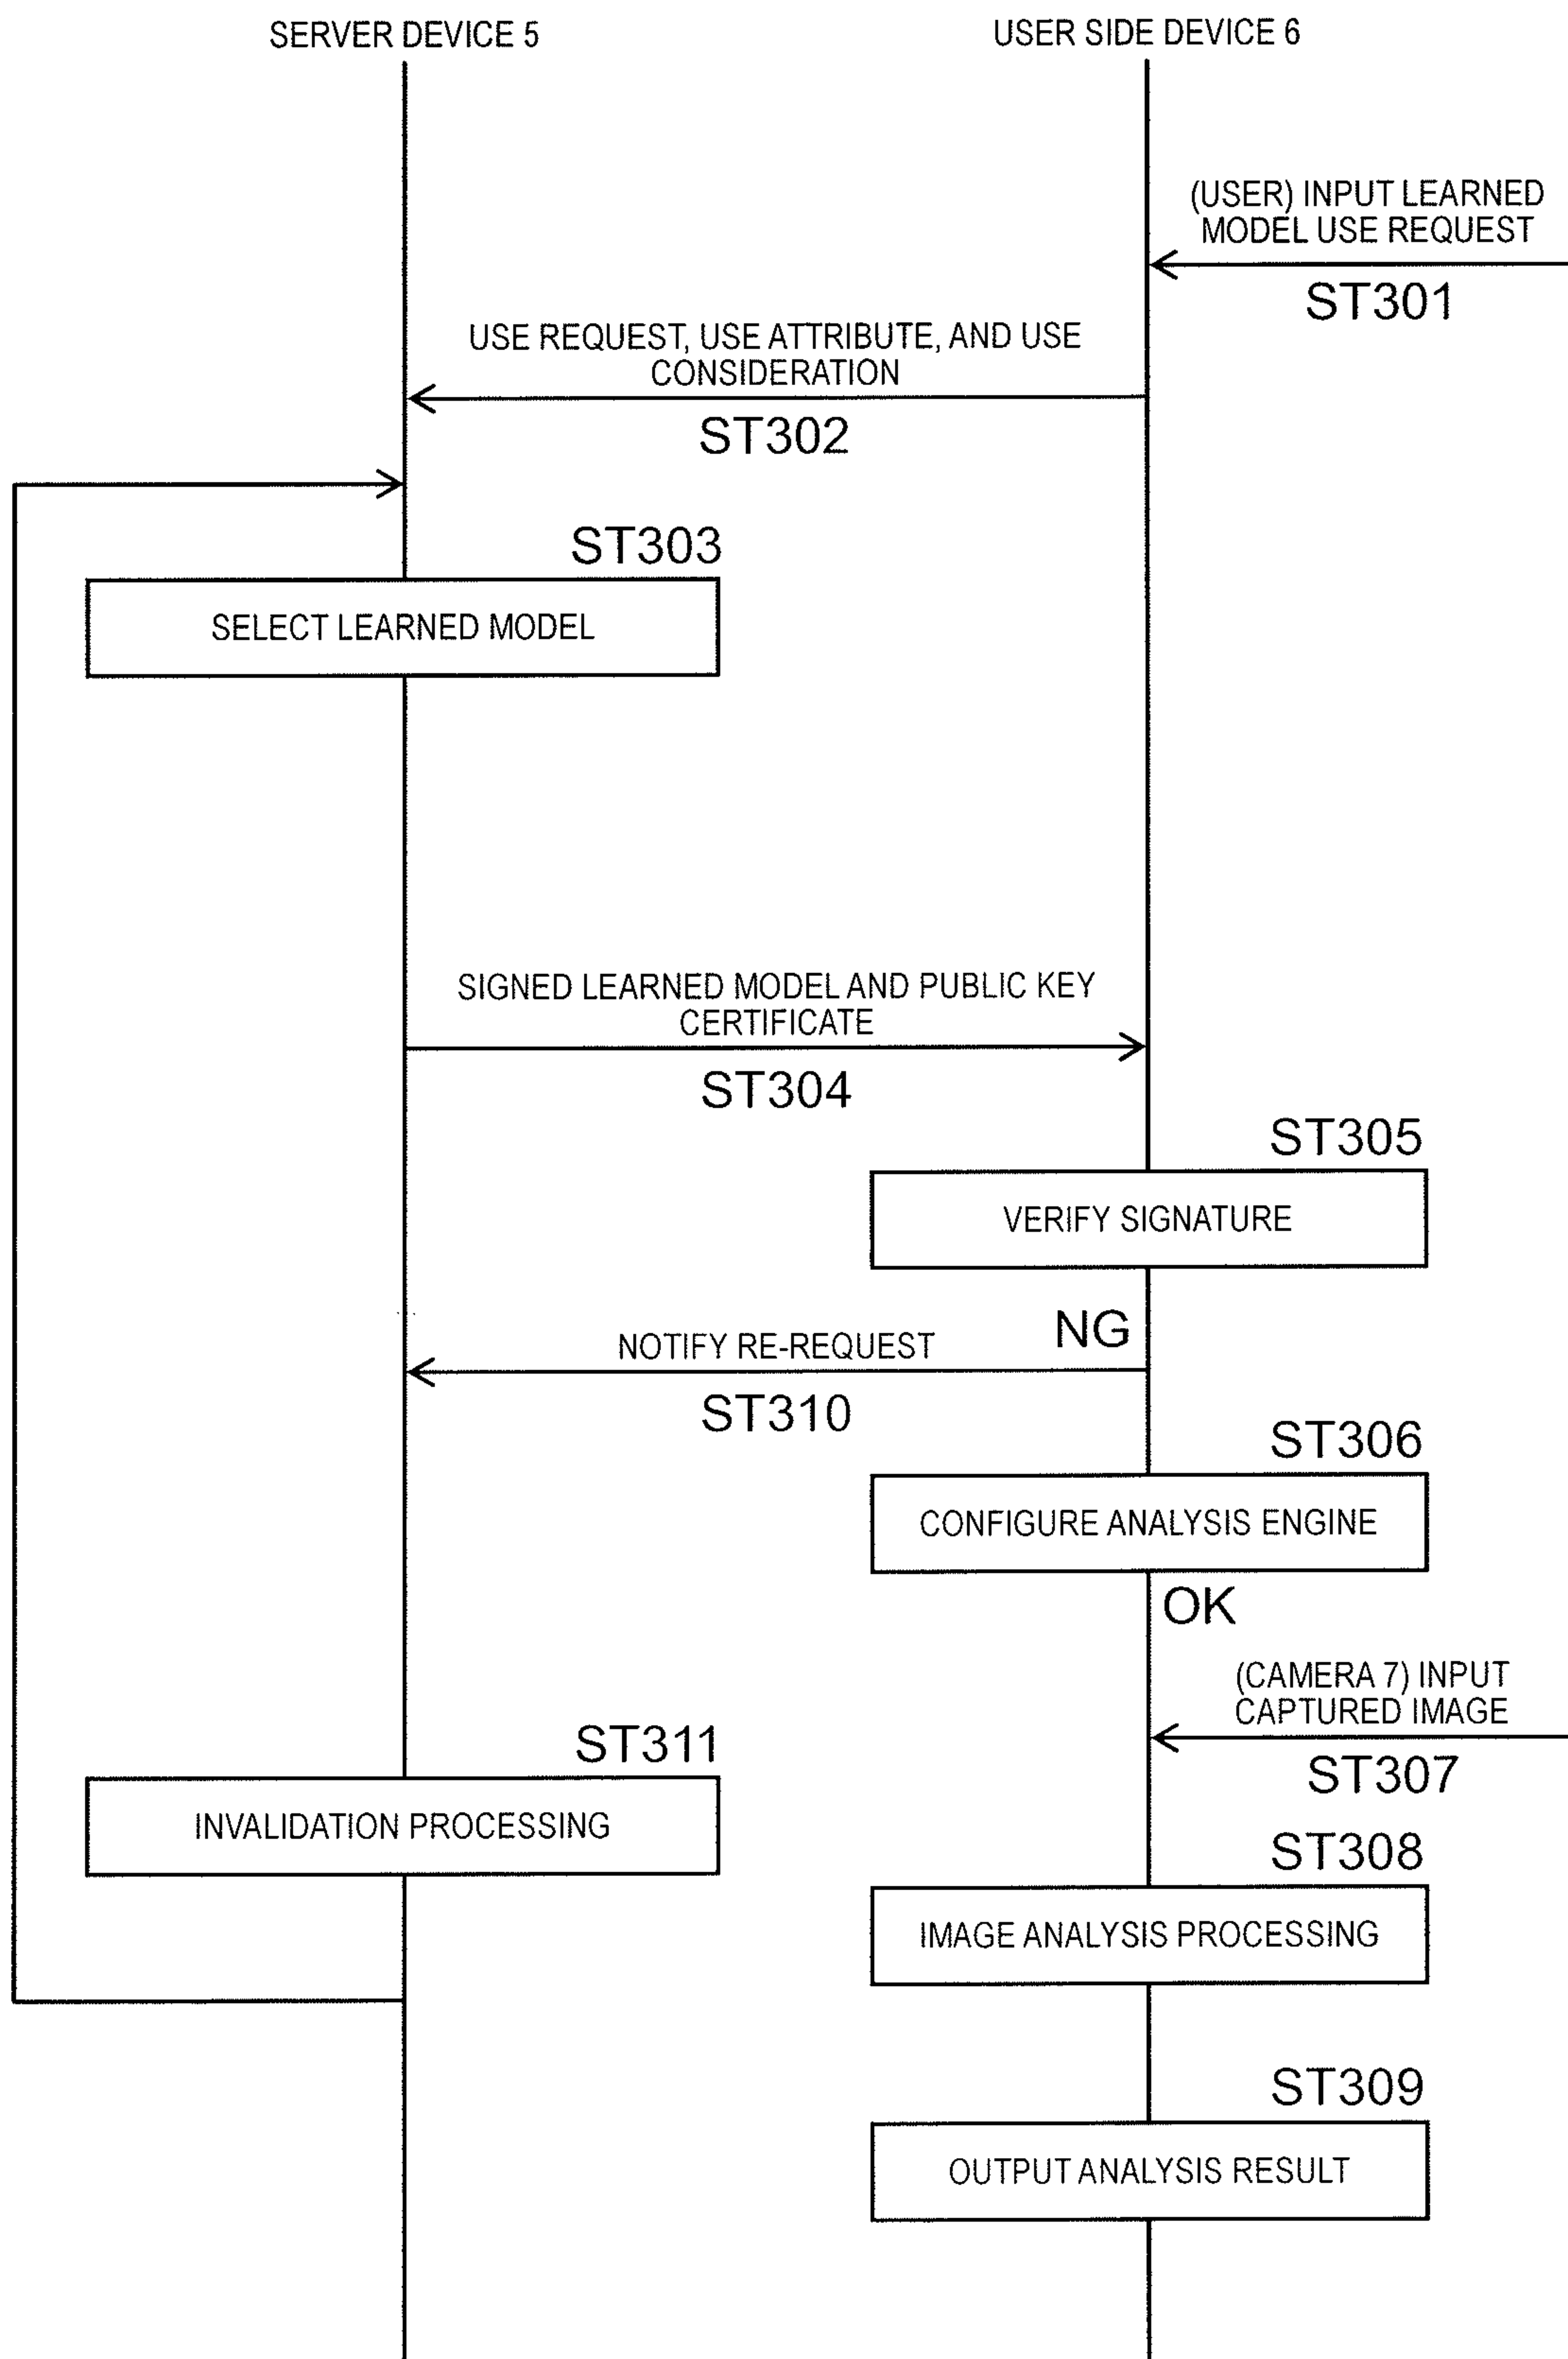 SERVER DEVICE 5
USER SIDE DEVICE 6
(USER) INPUT LEARNED
MODEL USE REQUEST
ST301
USE REQUEST, USE ATTRIBUTE, AND USE
CONSIDERATION
ST302
ST303
SELECT LEARNED MODEL
SIGNED LEARNED MODEL AND PUBLIC KEY
CERTIFICATE
ST304
ST305
VERIFY SIGNATURE
NG
NOTIFY RE-REQUEST
ST310
ST306
CONFIGURE ANALYSIS ENGINE
OK
(CAMERA 7) INPUT
CAPTURED IMAGE
ST307
ST311
INVALIDATION PROCESSING
ST308
IMAGE ANALYSIS PROCESSING
ST309
OUTPUT ANALYSIS RESULT